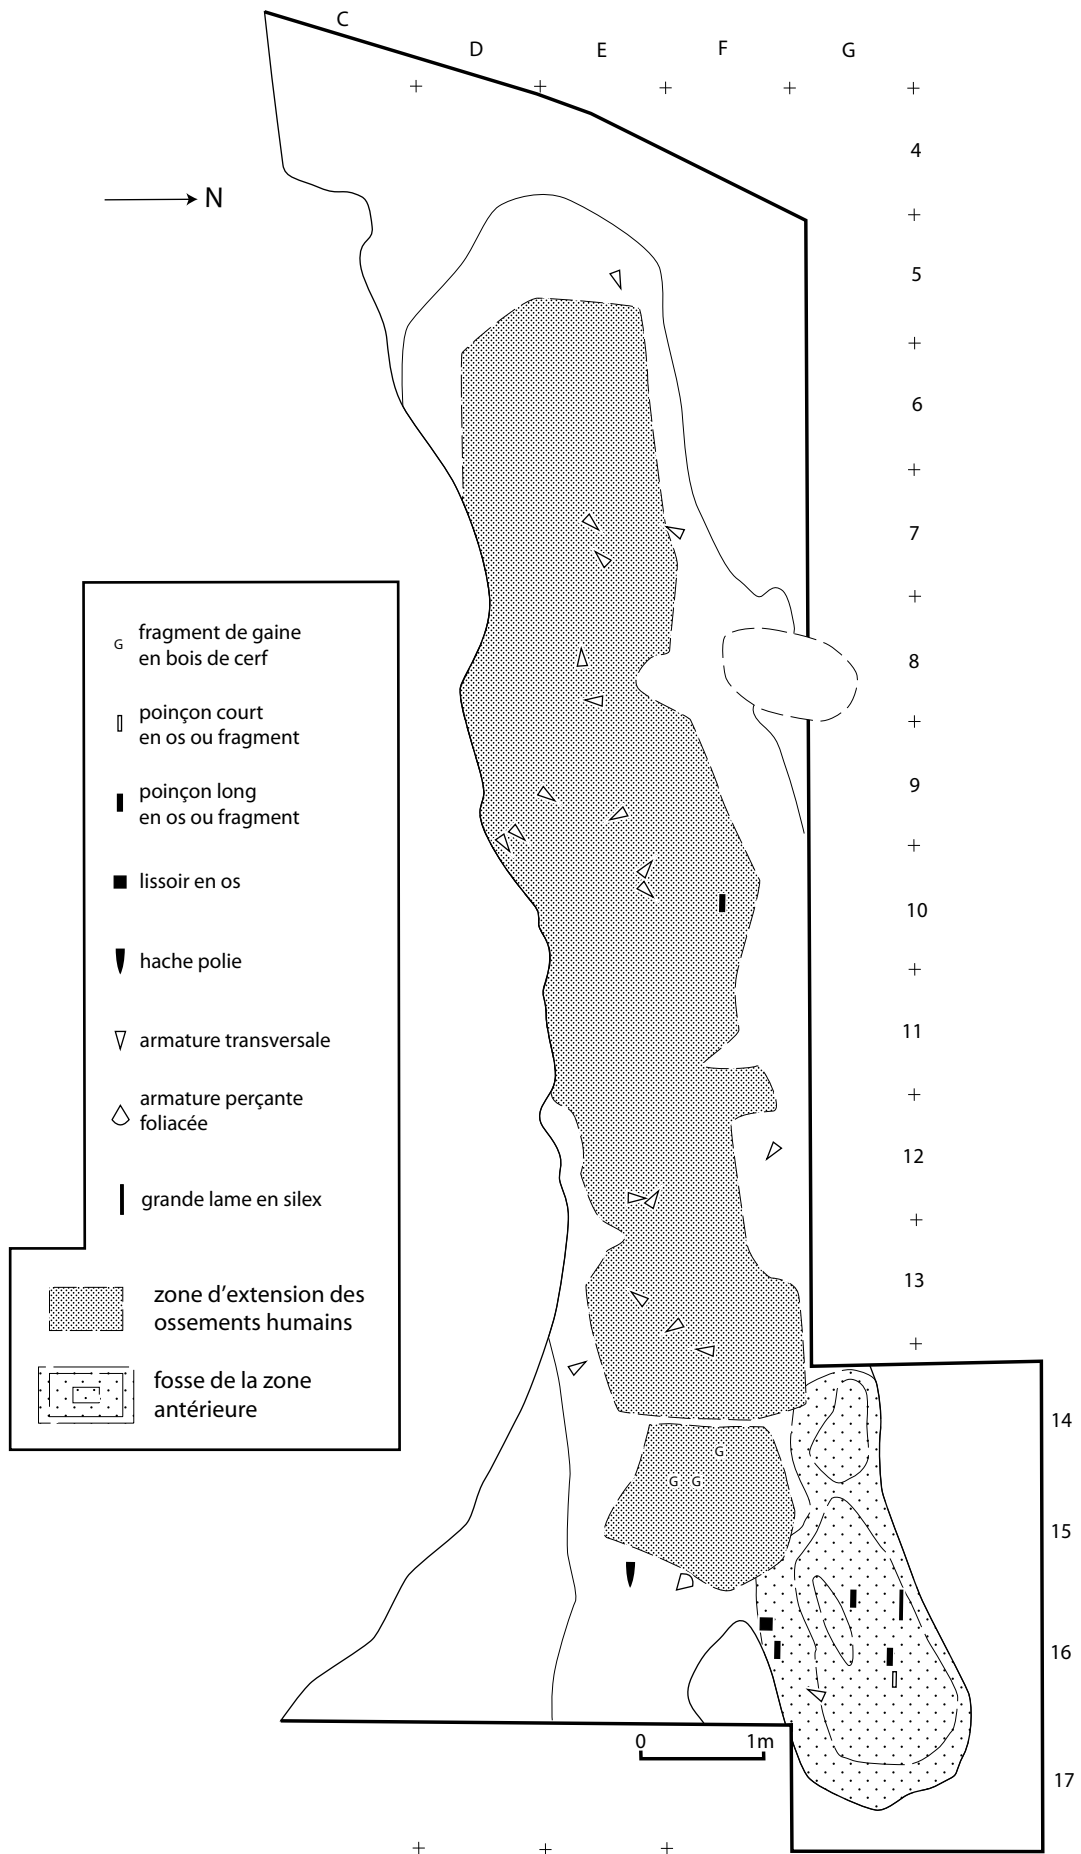 C
D E F G
4
N
5
6
7
8
9
10
11
12
13
14
15
16
17
G fragment de gaine
en bois de cerf
poinçon court
en os ou fragment
poinçon long
en os ou fragment
lissoir en os
hache polie
armature transversale
armature perçante
foliacée
grande lame en silex
zone d'extension des
ossements humains
fosse de la zone
antérieure
G
G G
0 1m